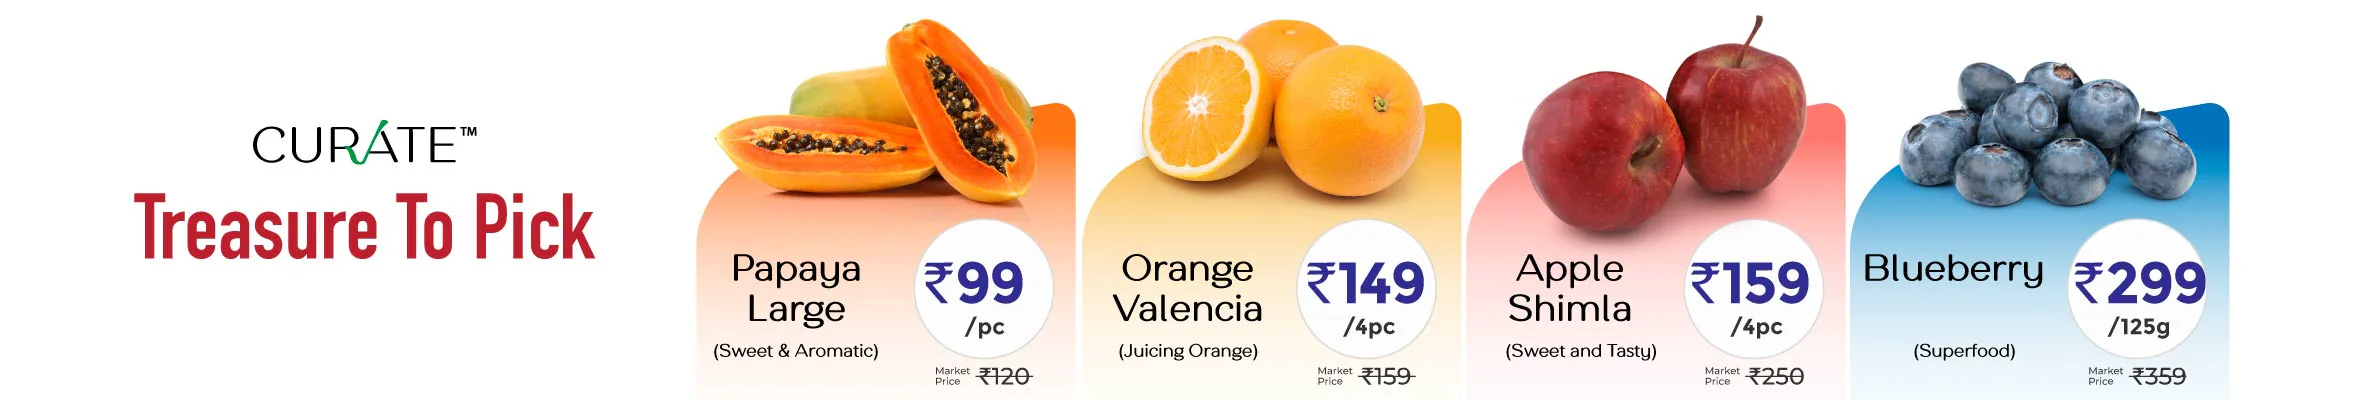 CURATE™
Treasure To Pick
Papaya
Large
(Sweet & Aromatic)
₹99
/pc
Market
Price
₹120
Orange
Valencia
(Juicing Orange)
₹149
/4pc
Market
Price
₹159
Apple
Shimla
(Sweet and Tasty)
₹159
/4pc
Market
Price
₹250
Blueberry
(Superfood)
₹299
/125g
Market
Price
₹359